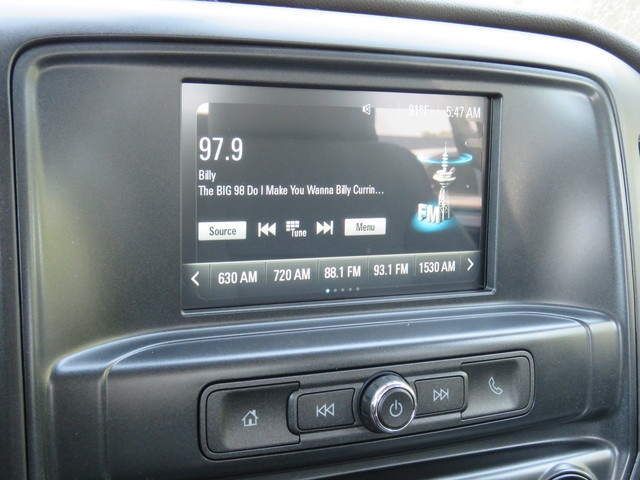 91°F 5:47 AM
97.9
Billy
The BIG 98 Do I Make You Wanna Billy Currin...
Source Tune Menu
FM
630 AM 720 AM 88.1 FM 93.1 FM 1530 AM